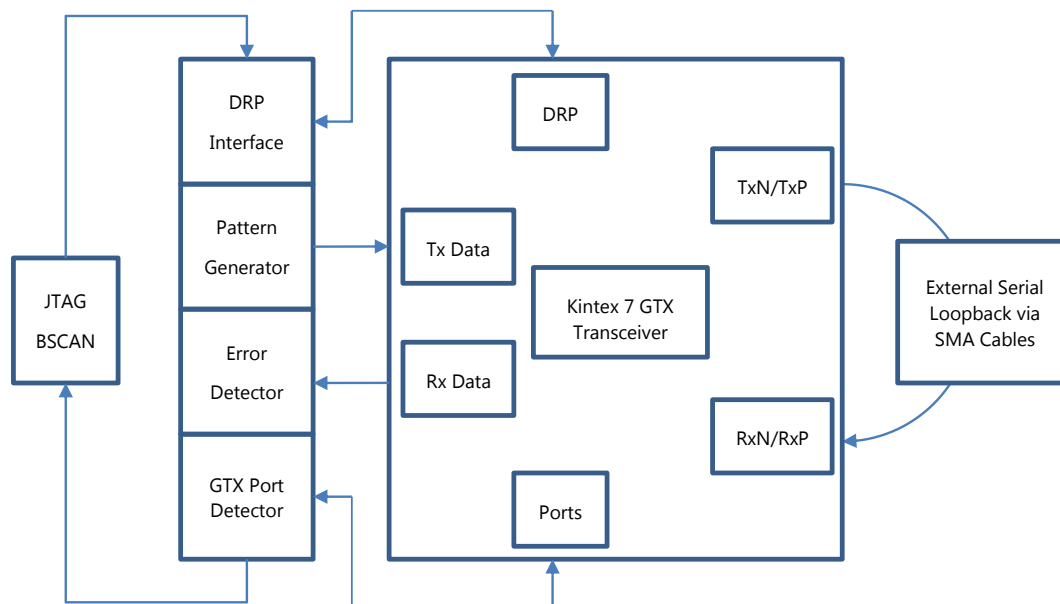 DRP
Interface
Pattern
Generator
Error
Detector
GTX Port
Detector
JTAG
BSCAN
DRP
Tx Data
Rx Data
Kintex 7 GTX
Transceiver
TxN/TxP
RxN/RxP
Ports
External Serial
Loopback via
SMA Cables